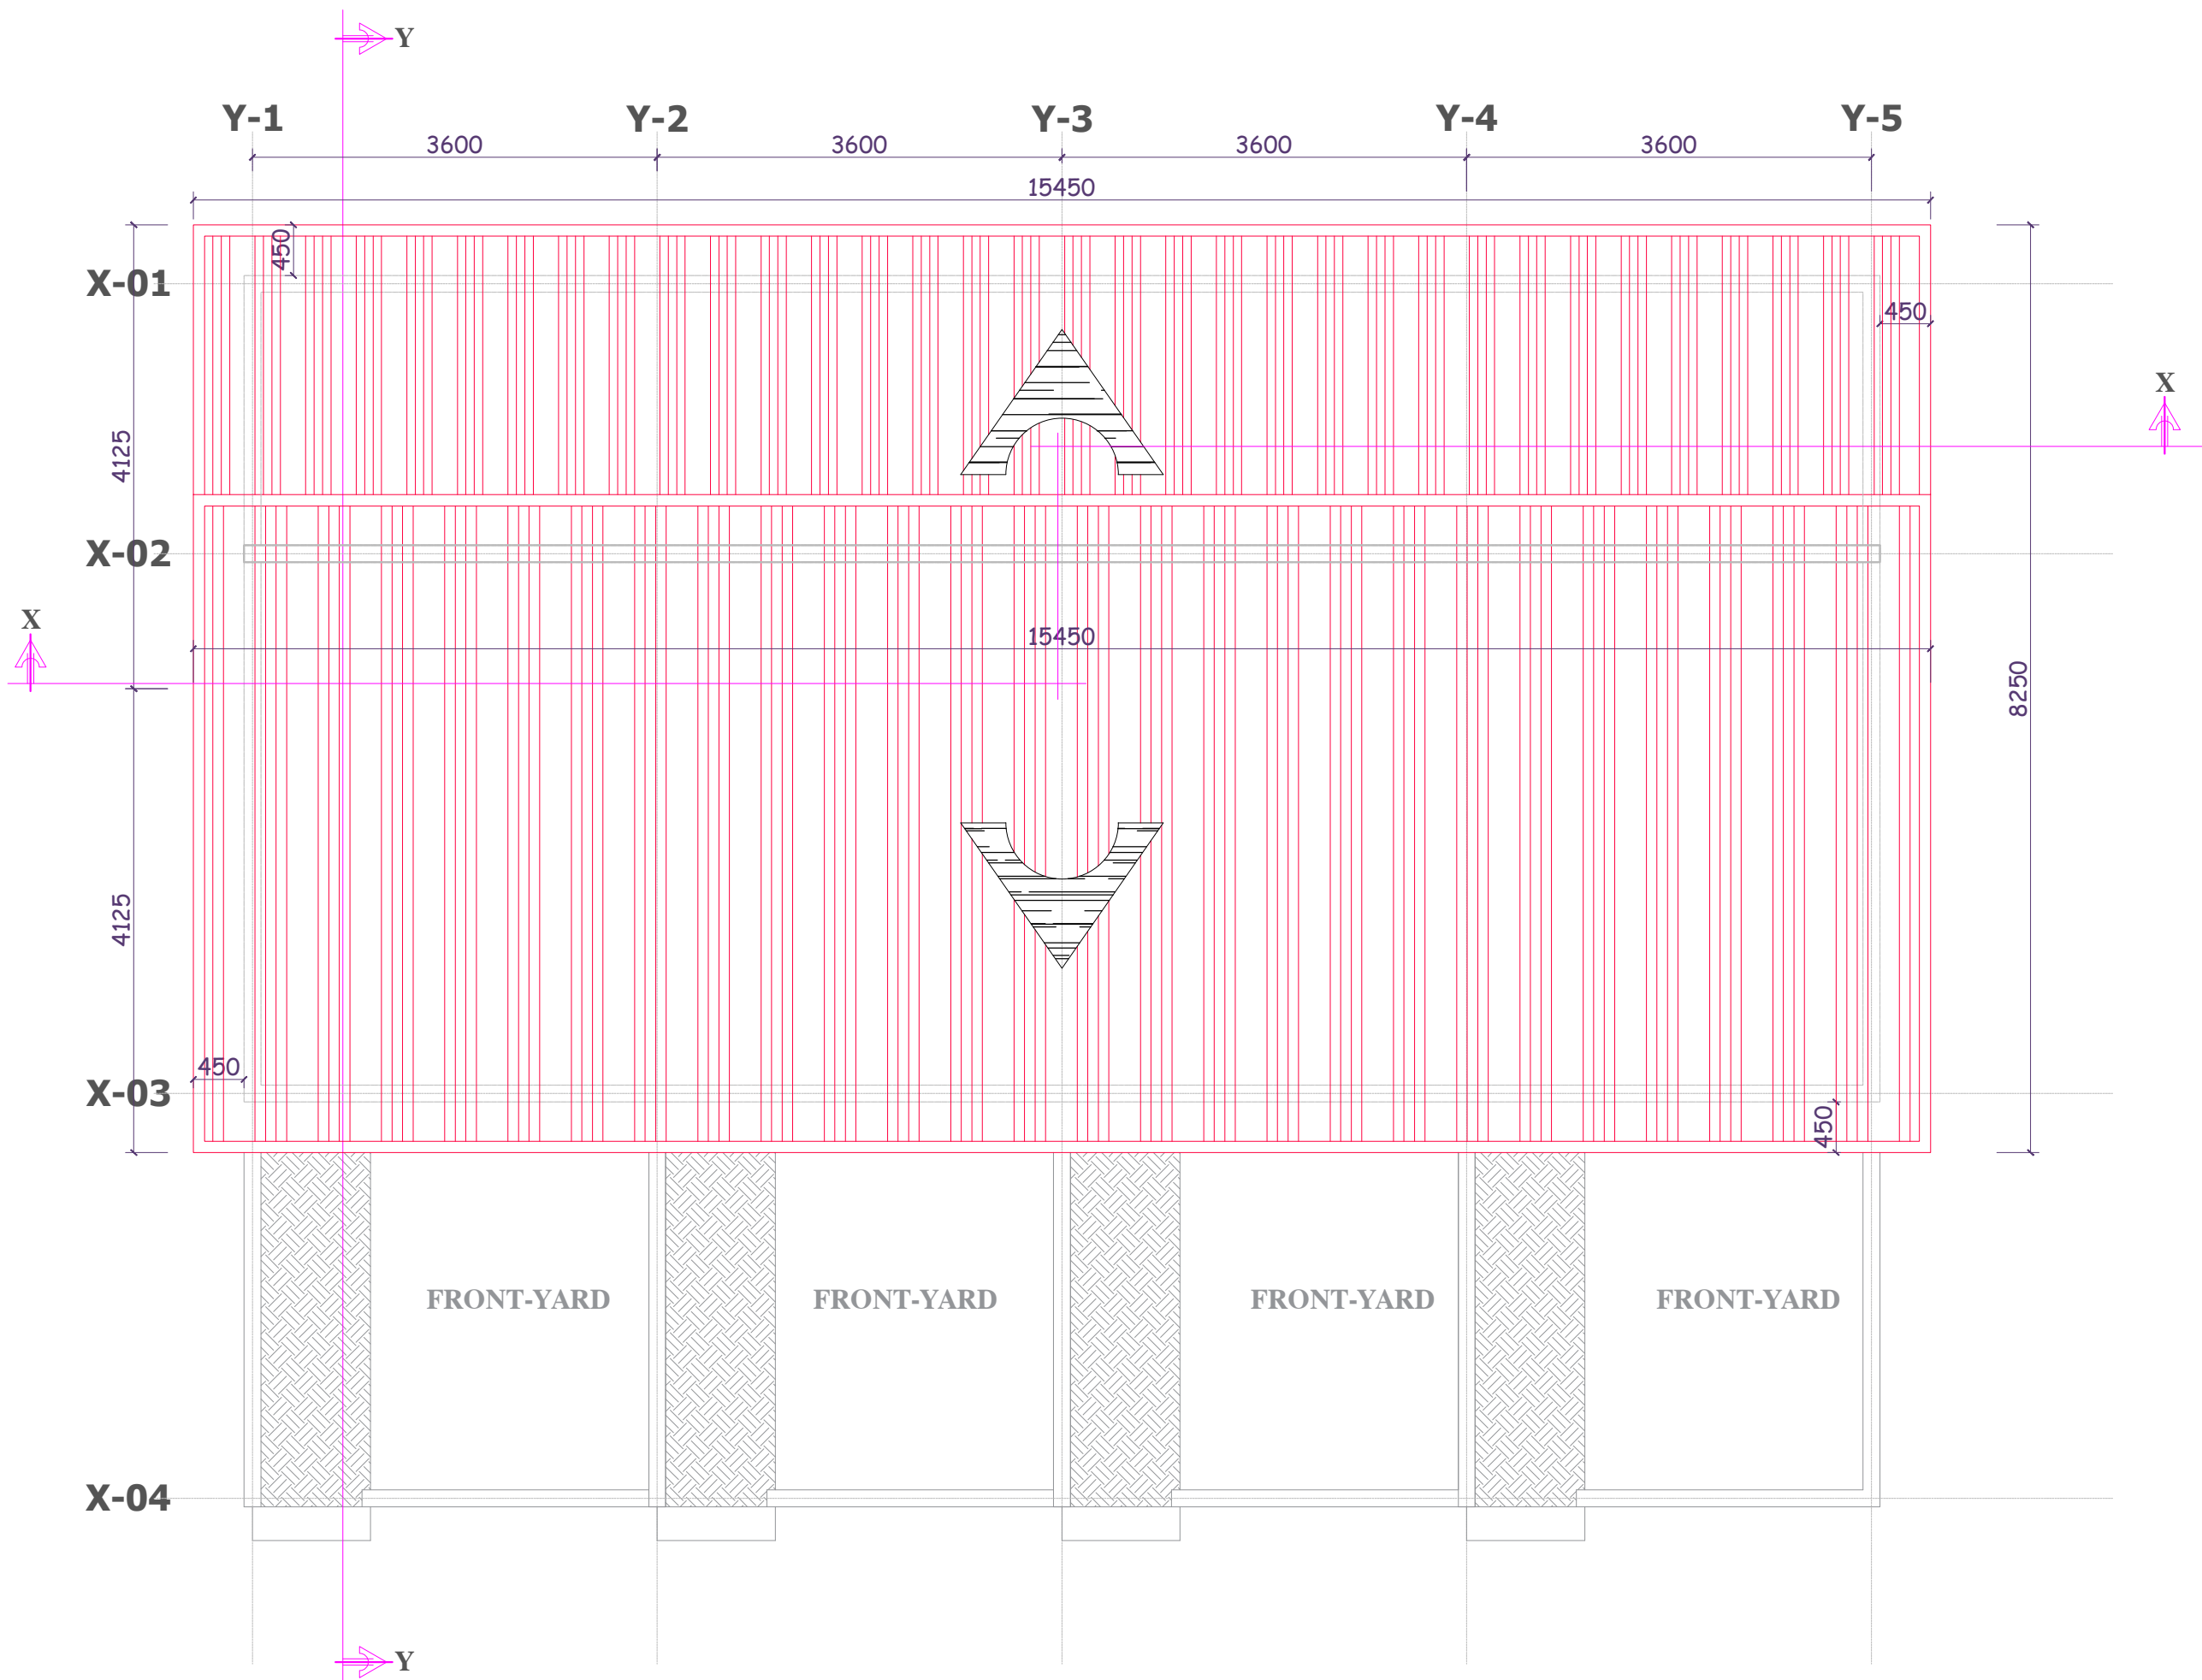 Y
Y-1 Y-2 Y-3 Y-4 Y-5
3600 3600 3600 3600
15450
450
X-01
450
X
4125
X-02
X
15450
8250
4125
450
X-03
450
FRONT-YARD FRONT-YARD FRONT-YARD FRONT-YARD
X-04
Y